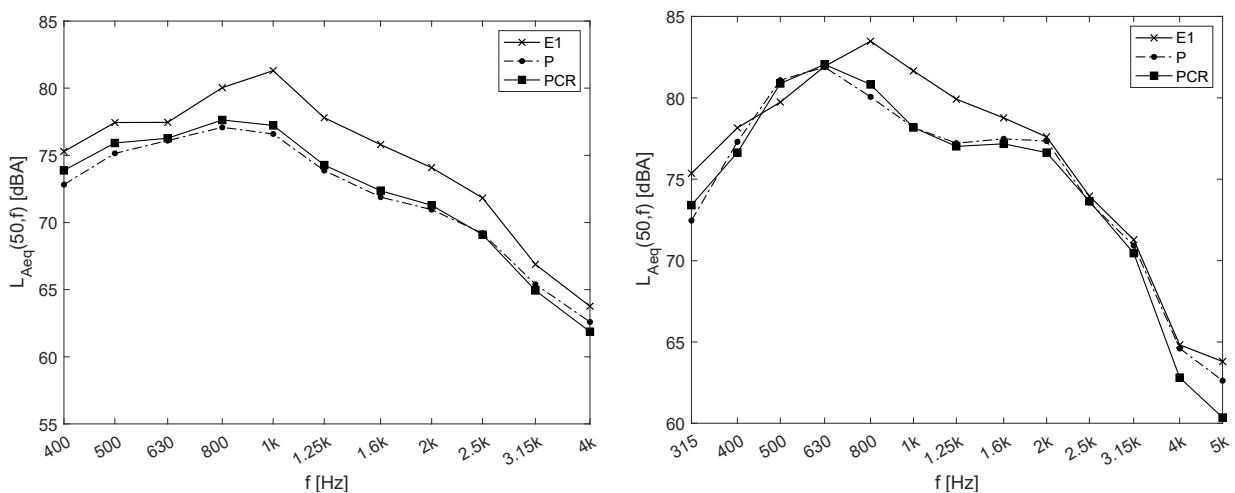 85
80
75
70
65
60
55
L_Aeq(50,f) [dBA]
E1
P
PCR
400 500 630 800 1k 1.25k 1.6k 2k 2.5k 3.15k 4k
f [Hz]
85
80
75
70
65
60
L_Aeq(50,f) [dBA]
E1
P
PCR
315 400 500 630 800 1k 1.25k 1.6k 2k 2.5k 3.15k 4k 5k
f [Hz]